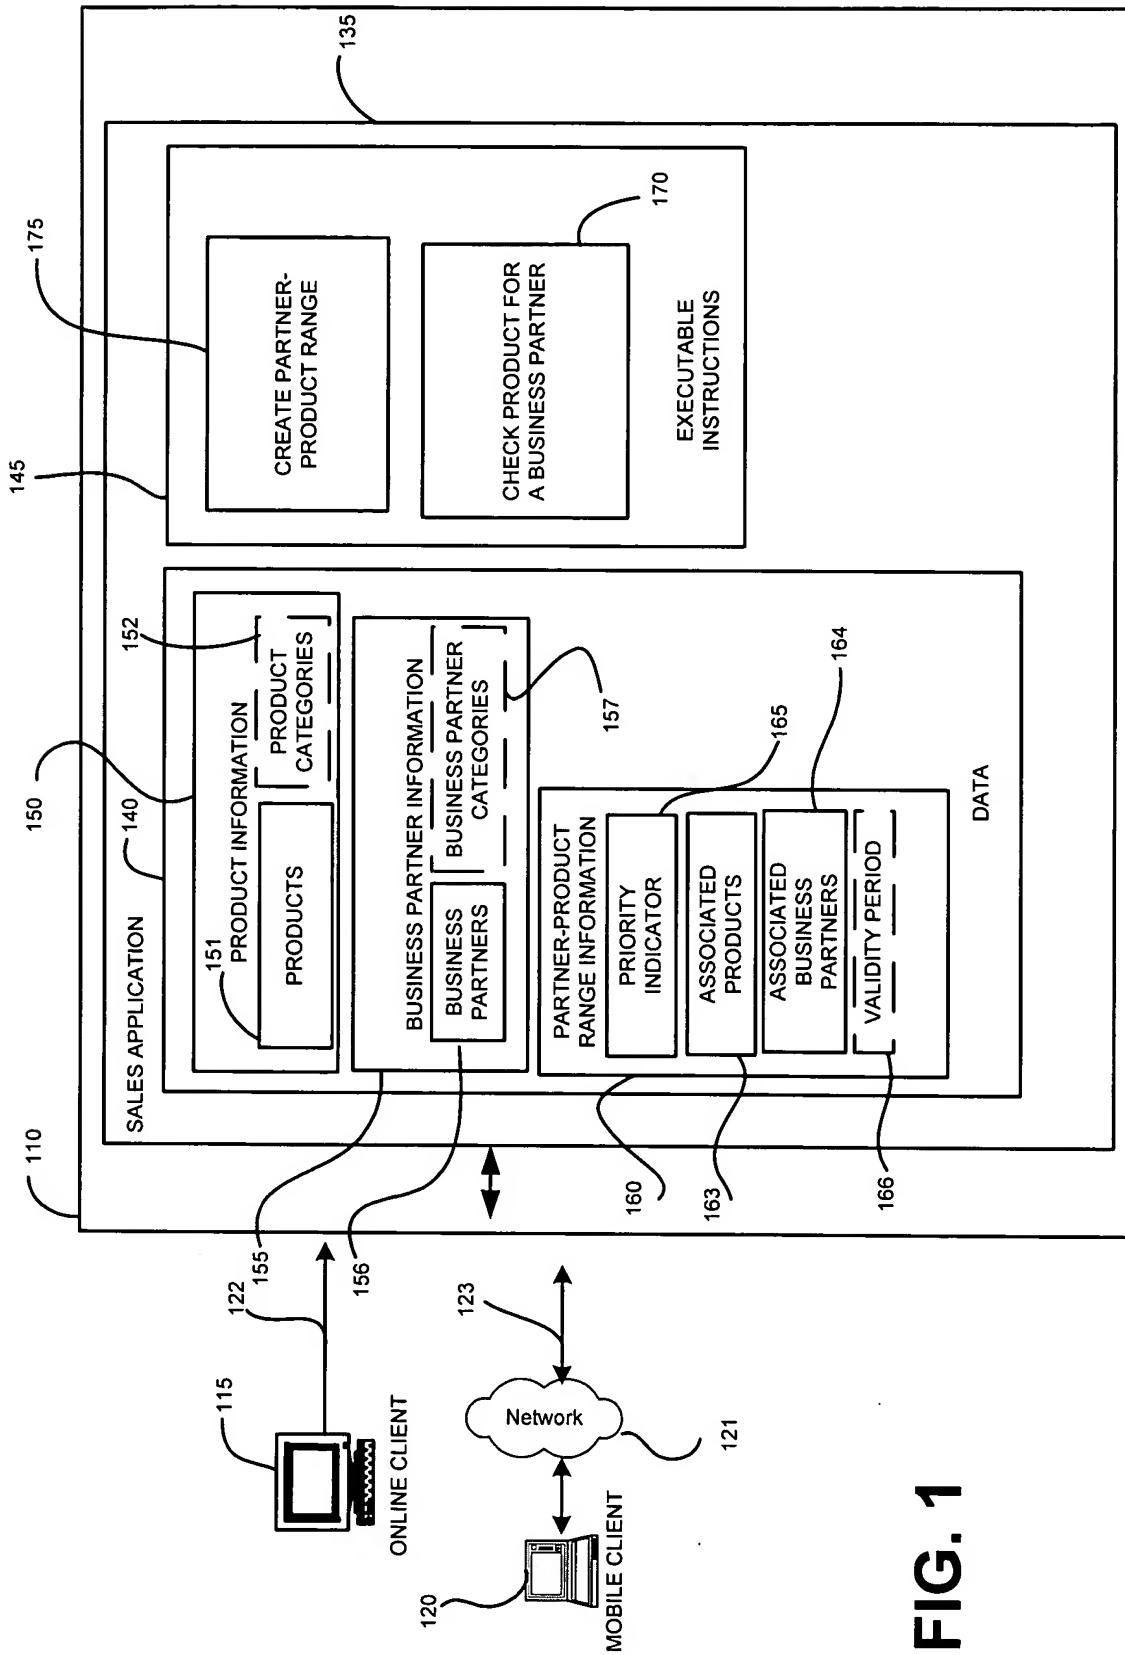 110
SALES APPLICATION
135
140
150
PRODUCT INFORMATION
151
PRODUCTS
152
PRODUCT
CATEGORIES
155
BUSINESS PARTNER INFORMATION
156
BUSINESS
PARTNERS
BUSINESS PARTNER
CATEGORIES
157
160
PARTNER-PRODUCT
RANGE INFORMATION
PRIORITY
INDICATOR
165
163
ASSOCIATED
PRODUCTS
ASSOCIATED
BUSINESS
PARTNERS
164
166
VALIDITY PERIOD
DATA
145
175
CREATE PARTNER-
PRODUCT RANGE
CHECK PRODUCT FOR
A BUSINESS PARTNER
170
EXECUTABLE
INSTRUCTIONS
115
122
ONLINE CLIENT
120
MOBILE CLIENT
Network
121
123
FIG. 1